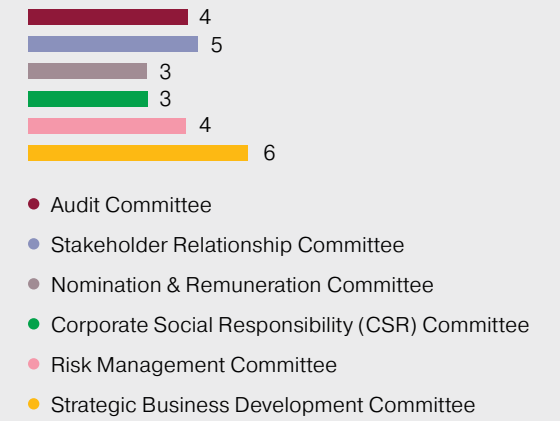 4
5
3
3
4
6
Audit Committee
Stakeholder Relationship Committee
Nomination & Remuneration Committee
Corporate Social Responsibility (CSR) Committee
Risk Management Committee
Strategic Business Development Committee